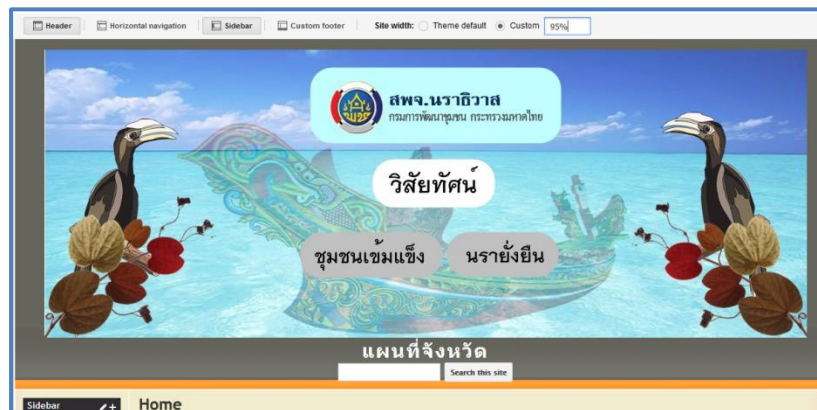 Header Horizontal navigation Sidebar Custom footer Site width: Theme default Custom 95%
สพจ.นราธิวาส
กรมการพัฒนาชุมชน กระทรวงมหาดไทย
วิสัยทัศน์
ชุมชนเข้มแข็ง นรายั่งยืน
แผนที่จังหวัด
Search this site
Sidebar Home